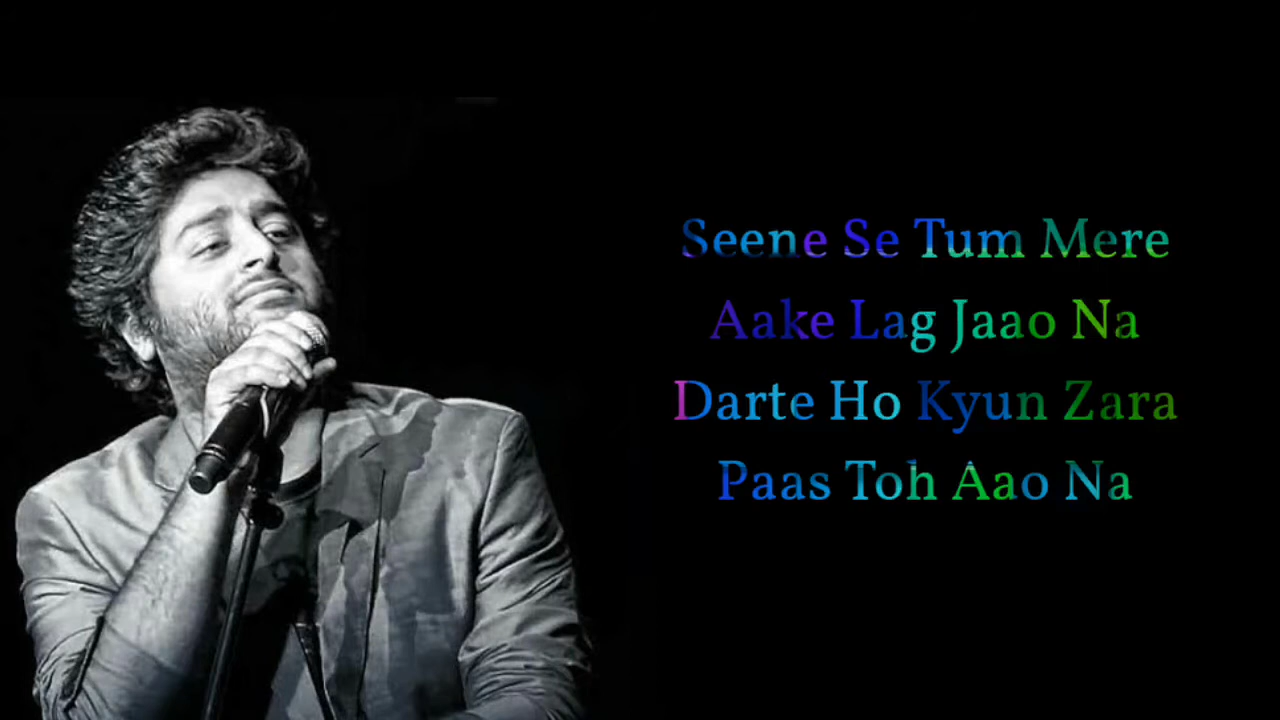 Seene Se Tum Mere
Aake Lag Jaao Na
Darte Ho Kyun Zara
Paas Toh Aao Na